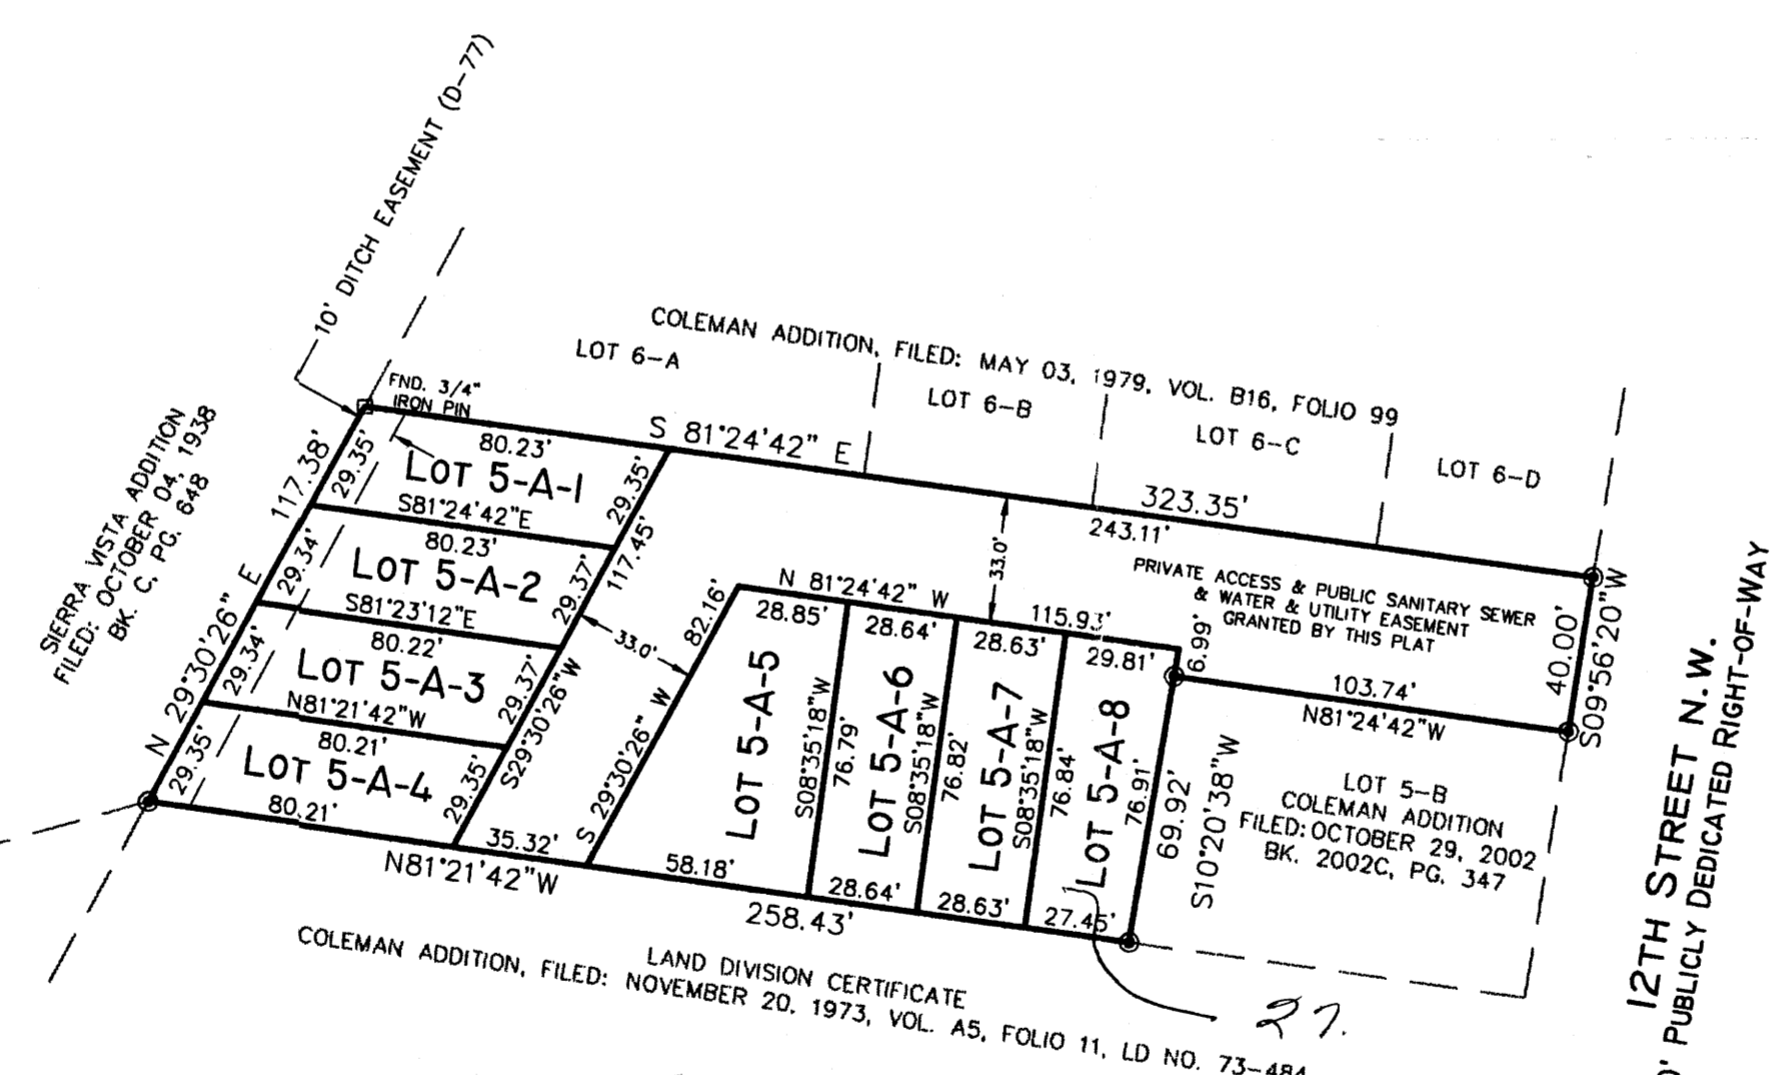 10' DITCH EASEMENT (D-77)
COLEMAN ADDITION, FILED: MAY 03, 1979, VOL. B16, FOLIO 99
LOT 6-A
LOT 6-B
LOT 6-C
LOT 6-D
SIERRA VISTA ADDITION
FILED: OCTOBER 04, 1938
BK. C, PG. 648
FND. 3/4"
IRON PIN
S 81°24'42" E
323.35'
243.11'
117.38'
N 29°30'26" E
80.23'
29.35'
LOT 5-A-1
29.35'
S81°24'42"E
80.23'
29.34'
LOT 5-A-2
29.37'
117.45'
S81°23'12"E
80.22'
29.34'
LOT 5-A-3
29.37'
S29°30'26"W
N81°21'42"W
80.21'
29.35'
LOT 5-A-4
29.35'
80.21'
35.32'
N81°21'42"W
258.43'
33.0'
33.0'
PRIVATE ACCESS & PUBLIC SANITARY SEWER
& WATER & UTILITY EASEMENT
GRANTED BY THIS PLAT
82.16'
S 29°30'26" W
N 81°24'42" W
115.93'
28.85'
28.64'
28.63'
29.81'
6.99'
LOT 5-A-5
S08°35'18"W
76.79'
LOT 5-A-6
S08°35'18"W
76.82'
LOT 5-A-7
S08°35'18"W
76.84'
LOT 5-A-8
76.91'
69.92'
S10°20'38"W
58.18'
28.64'
28.63'
27.45'
103.74'
N81°24'42"W
40.00'
S09°56'20"W
LOT 5-B
COLEMAN ADDITION
FILED: OCTOBER 29, 2002
BK. 2002C, PG. 347
12TH STREET N.W.
0' PUBLICLY DEDICATED RIGHT-OF-WAY
LAND DIVISION CERTIFICATE
COLEMAN ADDITION, FILED: NOVEMBER 20, 1973, VOL. A5, FOLIO 11, LD NO. 73-484
27.